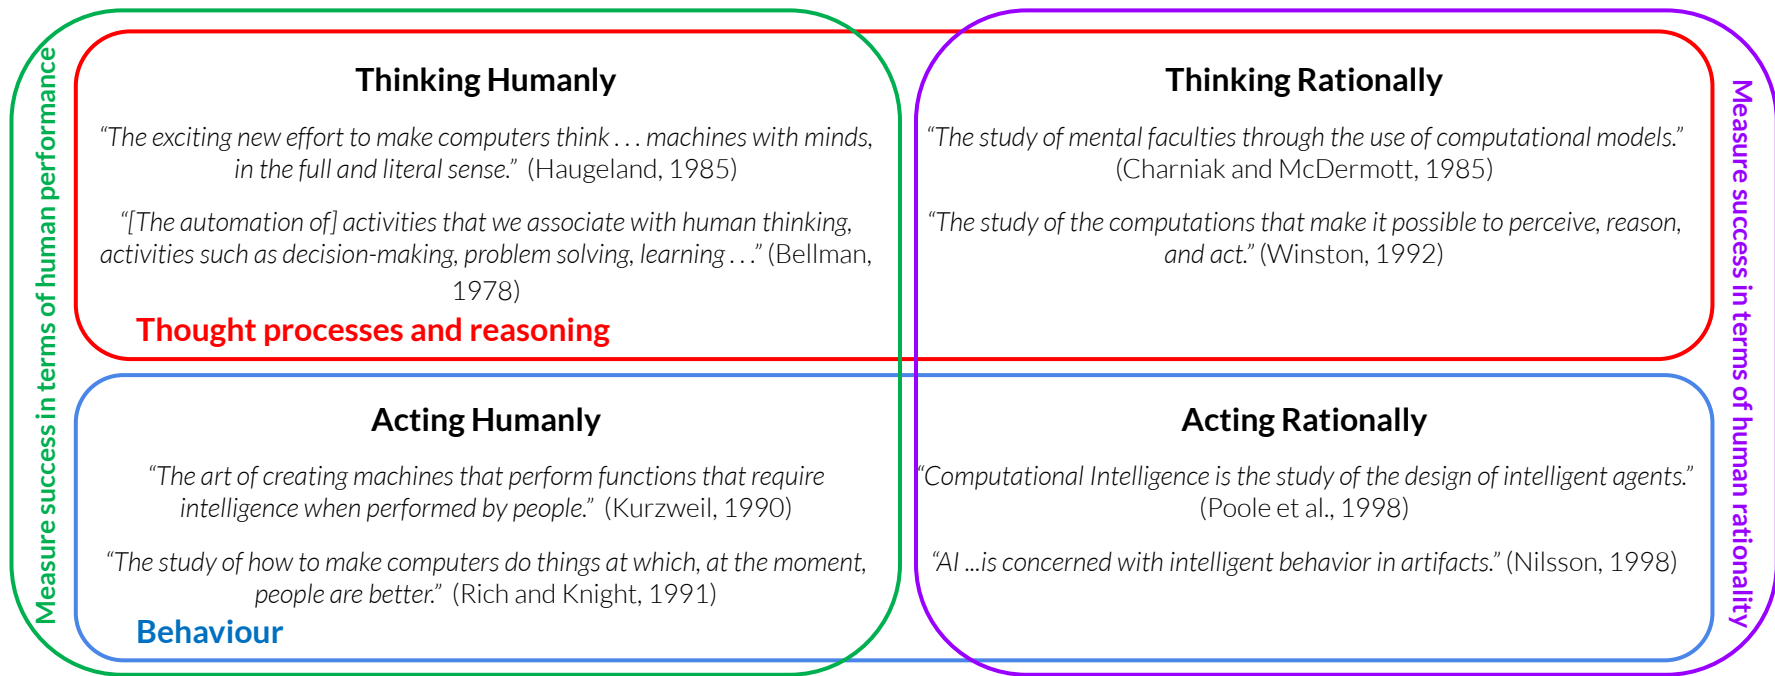 Measure success in terms of human performance
Thinking Humanly
“The exciting new effort to make computers think . . . machines with minds,
in the full and literal sense.” (Haugeland, 1985)
“[The automation of] activities that we associate with human thinking,
activities such as decision-making, problem solving, learning . . .” (Bellman,
1978)
Thought processes and reasoning
Thinking Rationally
“The study of mental faculties through the use of computational models.”
(Charniak and McDermott, 1985)
“The study of the computations that make it possible to perceive, reason,
and act.” (Winston, 1992)
Acting Humanly
“The art of creating machines that perform functions that require
intelligence when performed by people.” (Kurzweil, 1990)
“The study of how to make computers do things at which, at the moment,
people are better.” (Rich and Knight, 1991)
Behaviour
Acting Rationally
“Computational Intelligence is the study of the design of intelligent agents.”
(Poole et al., 1998)
“AI ...is concerned with intelligent behavior in artifacts.” (Nilsson, 1998)
Measure success in terms of human rationality